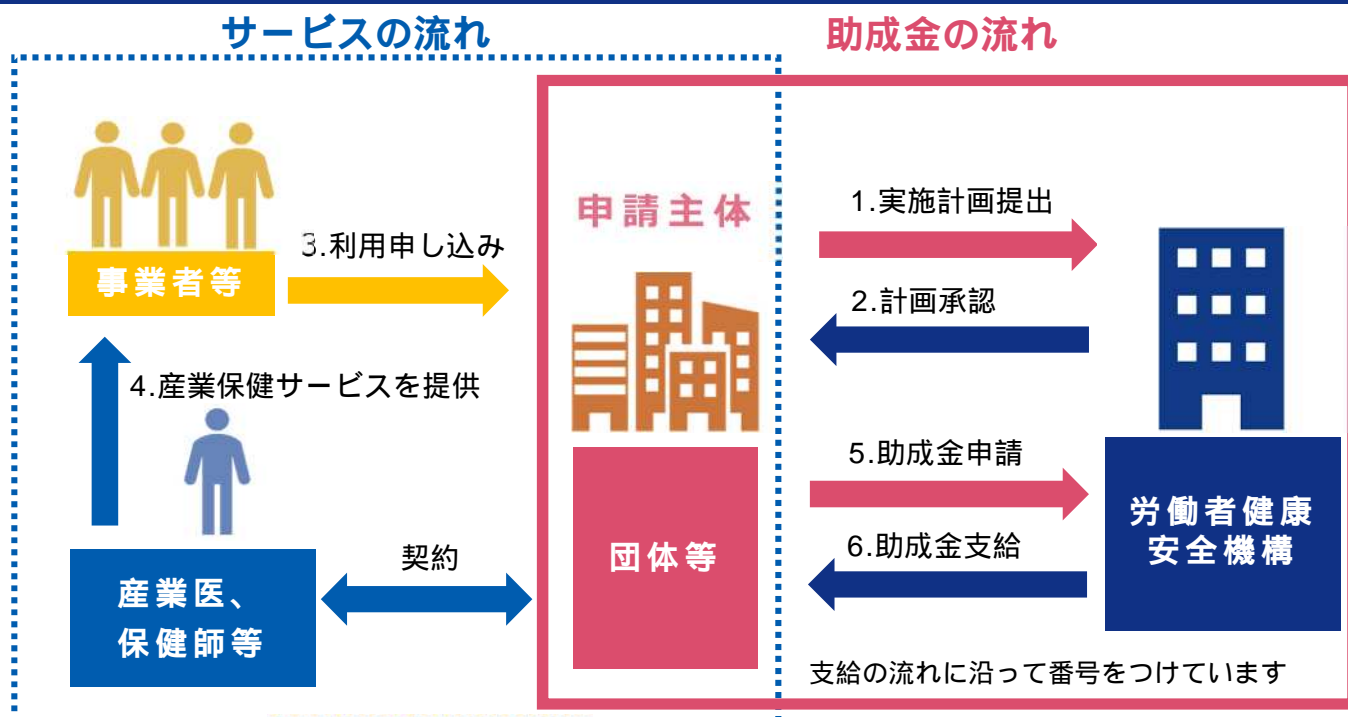 サービスの流れ
助成金の流れ
申請主体
1.実施計画提出
3.利用申し込み
事業者等
2.計画承認
4.産業保健サービスを提供
5.助成金申請
労働者健康
安全機構
契約
団体等
6.助成金支給
産業医、
保健師等
支給の流れに沿って番号をつけています